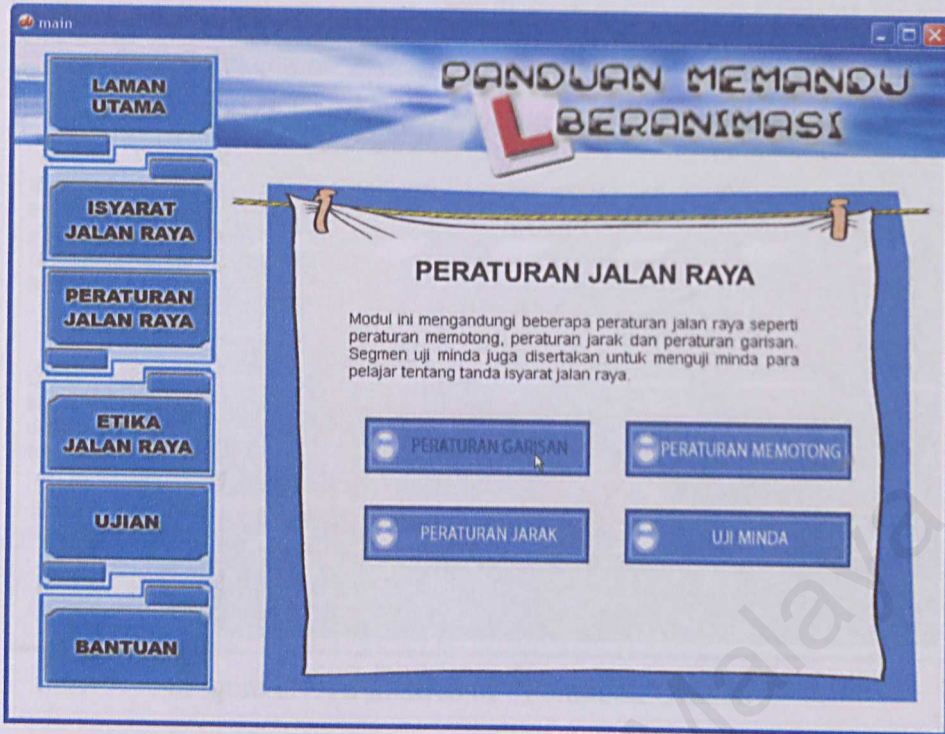 main
PANDUAN MEMANDU
L BERANIMASI
LAMAN
UTAMA
ISYARAT
JALAN RAYA
PERATURAN
JALAN RAYA
ETIKA
JALAN RAYA
UJIAN
BANTUAN
PERATURAN JALAN RAYA
Modul ini mengandungi beberapa peraturan jalan raya seperti
peraturan memotong, peraturan jarak dan peraturan garisan.
Segmen uji minda juga disertakan untuk menguji minda para
pelajar tentang tanda isyarat jalan raya.
PERATURAN GARISAN
PERATURAN MEMOTONG
PERATURAN JARAK
UJI MINDA
Malaya